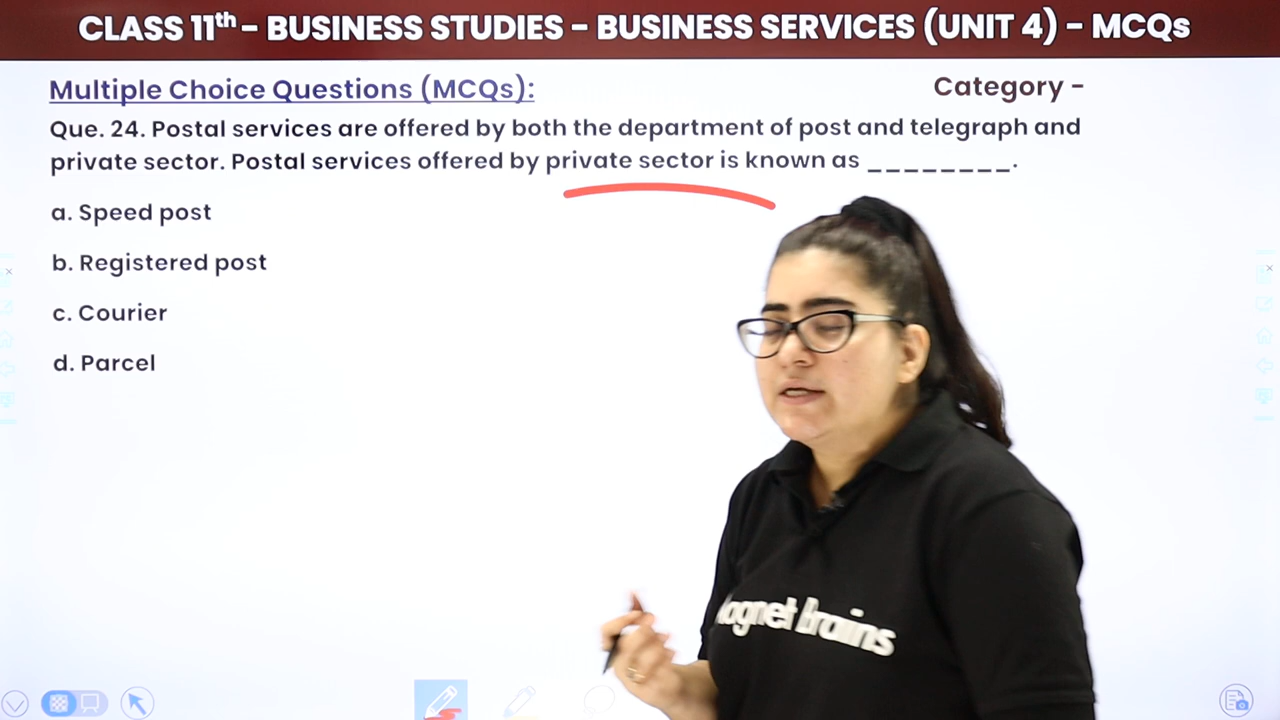 CLASS 11th - BUSINESS STUDIES - BUSINESS SERVICES (UNIT 4) - MCQs
Multiple Choice Questions (MCQs):
Category -
Que. 24. Postal services are offered by both the department of post and telegraph and
private sector. Postal services offered by private sector is known as ________.
a. Speed post
b. Registered post
c. Courier
d. Parcel
Magnet Brains